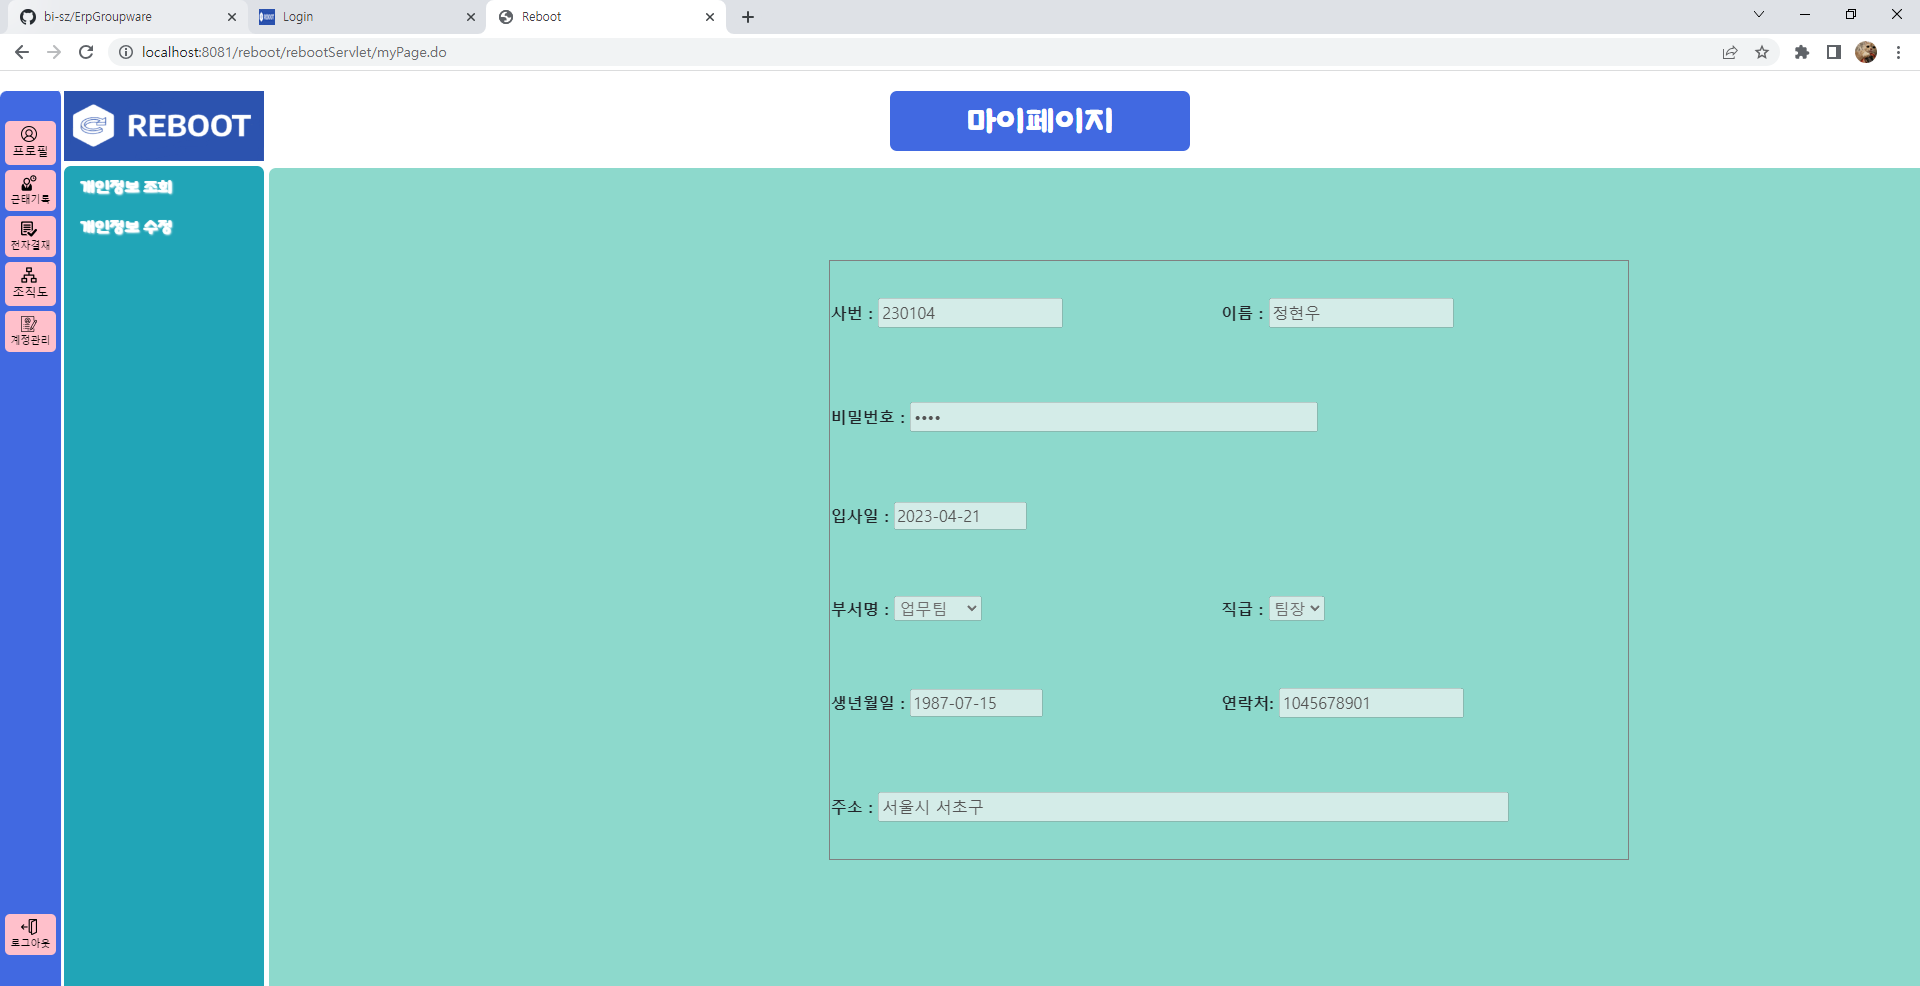 bi-sz/ErpGroupware
Login
Reboot
localhost:8081/reboot/rebootServlet/myPage.do
REBOOT
마이페이지
프로필
근태기록
전자결재
조직도
계정관리
로그아웃
개인정보 조회
개인정보 수정
사번 : 230104
이름 : 정현우
비밀번호 : ••••
입사일 : 2023-04-21
부서명 : 업무팀
직급 : 팀장
생년월일 : 1987-07-15
연락처: 1045678901
주소 : 서울시 서초구